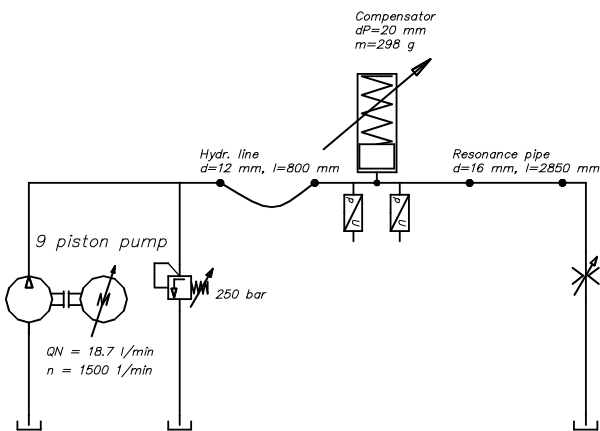 Compensator
dP=20 mm
m=298 g
Hydr. line
d=12 mm, l=800 mm
Resonance pipe
d=16 mm, l=2850 mm
p
U
p
U
9 piston pump
M
250 bar
QN = 18.7 l/min
n = 1500 1/min